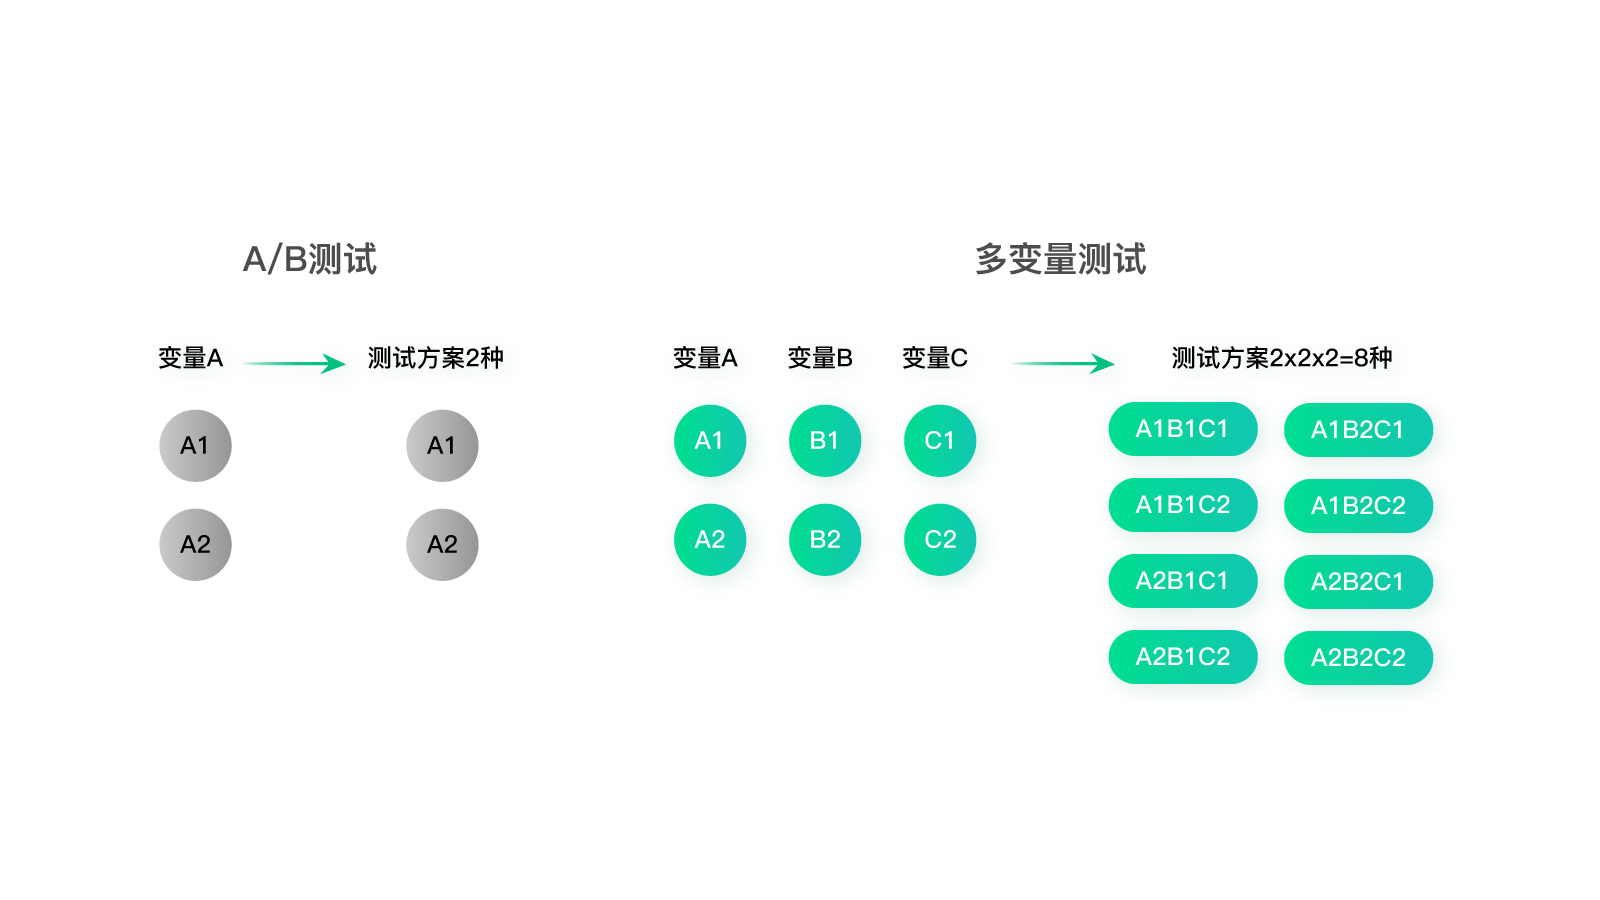 A/B测试
变量A
测试方案2种
A1
A1
A2
A2
多变量测试
变量A
变量B
变量C
测试方案2x2x2=8种
A1
B1
C1
A2
B2
C2
A1B1C1
A1B2C1
A1B1C2
A1B2C2
A2B1C1
A2B2C1
A2B1C2
A2B2C2